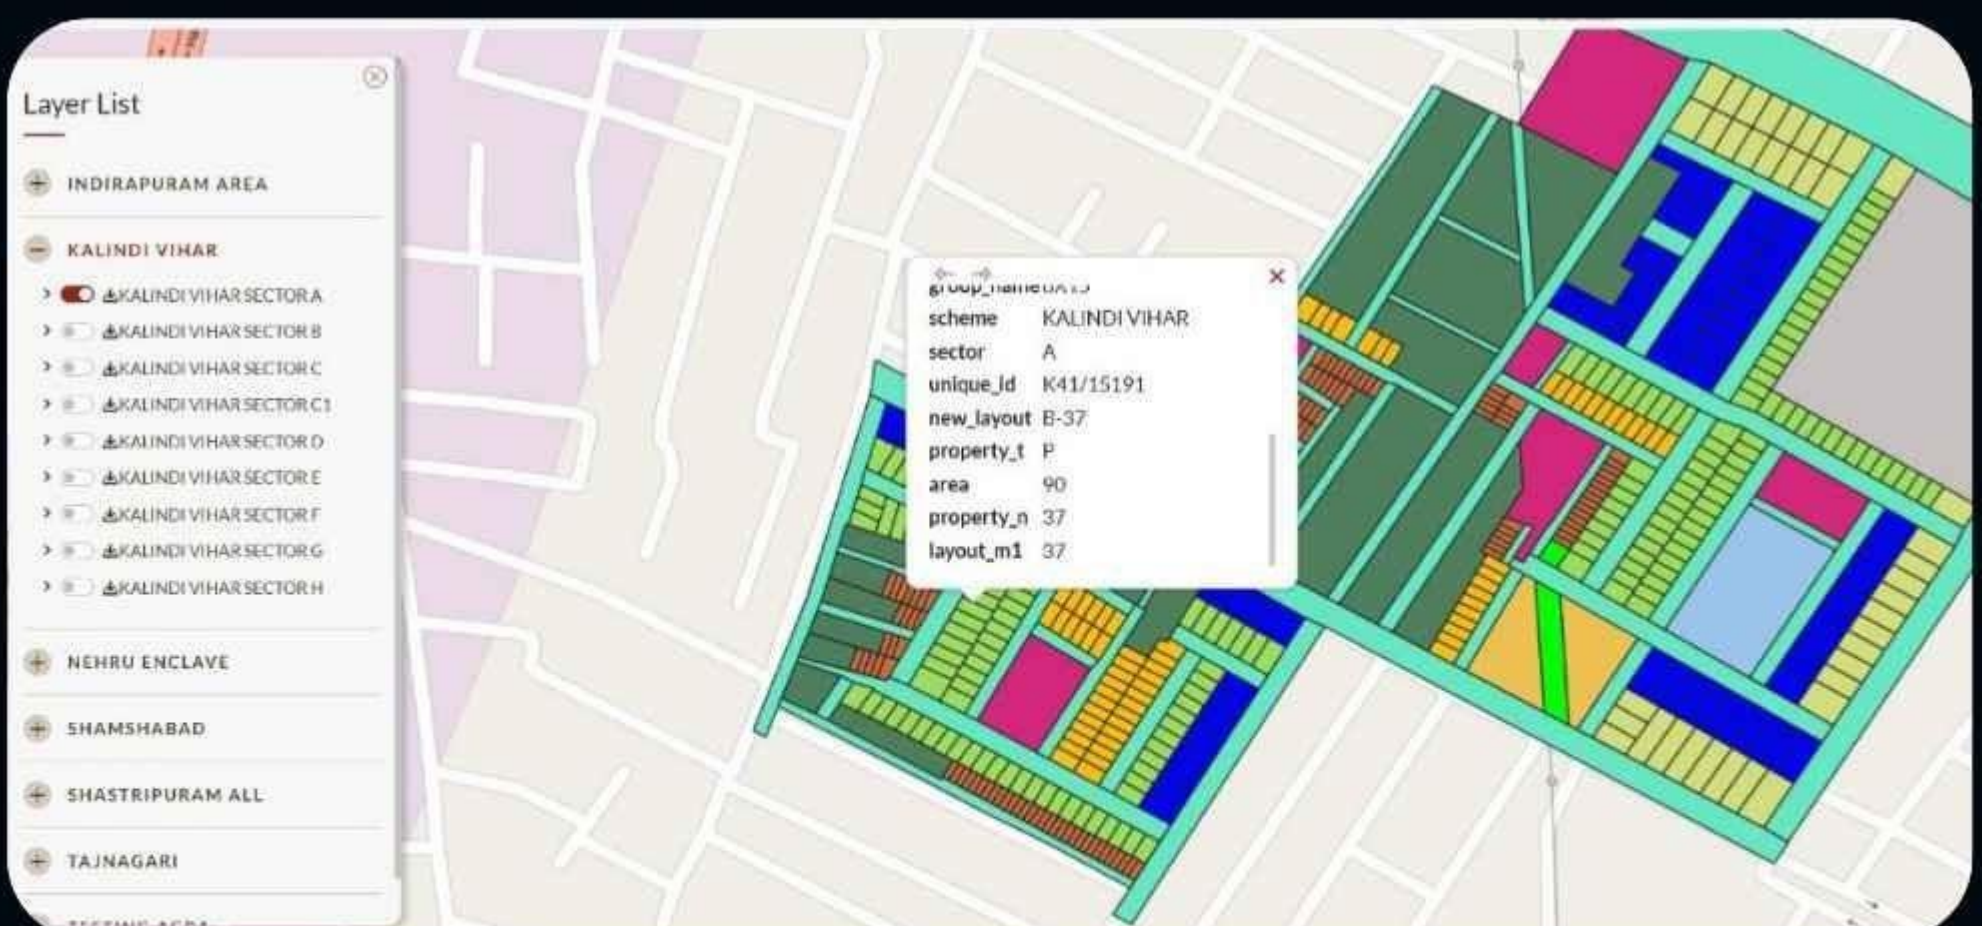 Layer List
INDIRAPURAM AREA
KALINDI VIHAR
KALINDI VIHAR SECTOR A
KALINDI VIHAR SECTOR B
KALINDI VIHAR SECTOR C
KALINDI VIHAR SECTOR C1
KALINDI VIHAR SECTOR D
KALINDI VIHAR SECTOR E
KALINDI VIHAR SECTOR F
KALINDI VIHAR SECTOR G
KALINDI VIHAR SECTOR H
NEHRU ENCLAVE
SHAMSHABAD
SHASTRIPURAM ALL
TAJNAGARI
group_name
scheme KALINDI VIHAR
sector A
unique_id K41/15191
new_layout B-37
property_t P
area 90
property_n 37
layout_m1 37